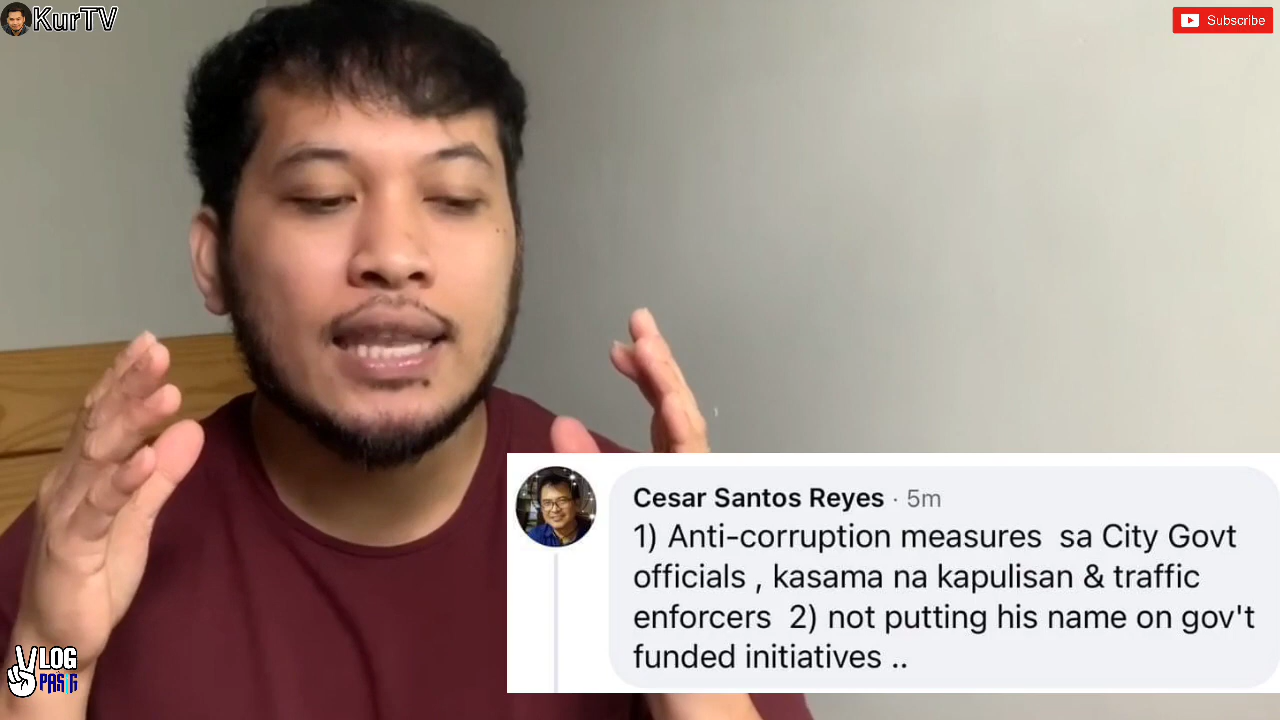 KurTV
Subscribe
Cesar Santos Reyes · 5m
1) Anti-corruption measures  sa City Govt
officials , kasama na kapulisan & traffic
enforcers  2) not putting his name on gov't
funded initiatives ..
VLOG
PASIG